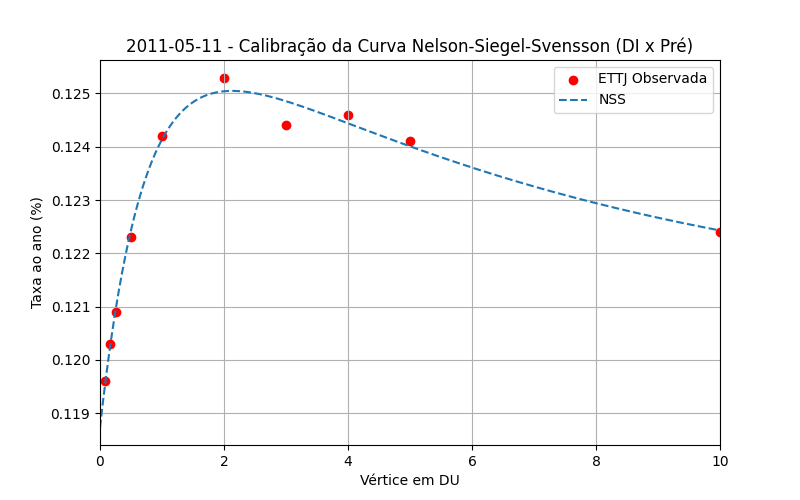 2011-05-11 - Calibração da Curva Nelson-Siegel-Svensson (DI x Pré)
ETTJ Observada
NSS
Taxa ao ano (%)
0.125
0.124
0.123
0.122
0.121
0.120
0.119
0 2 4 6 8 10
Vértice em DU